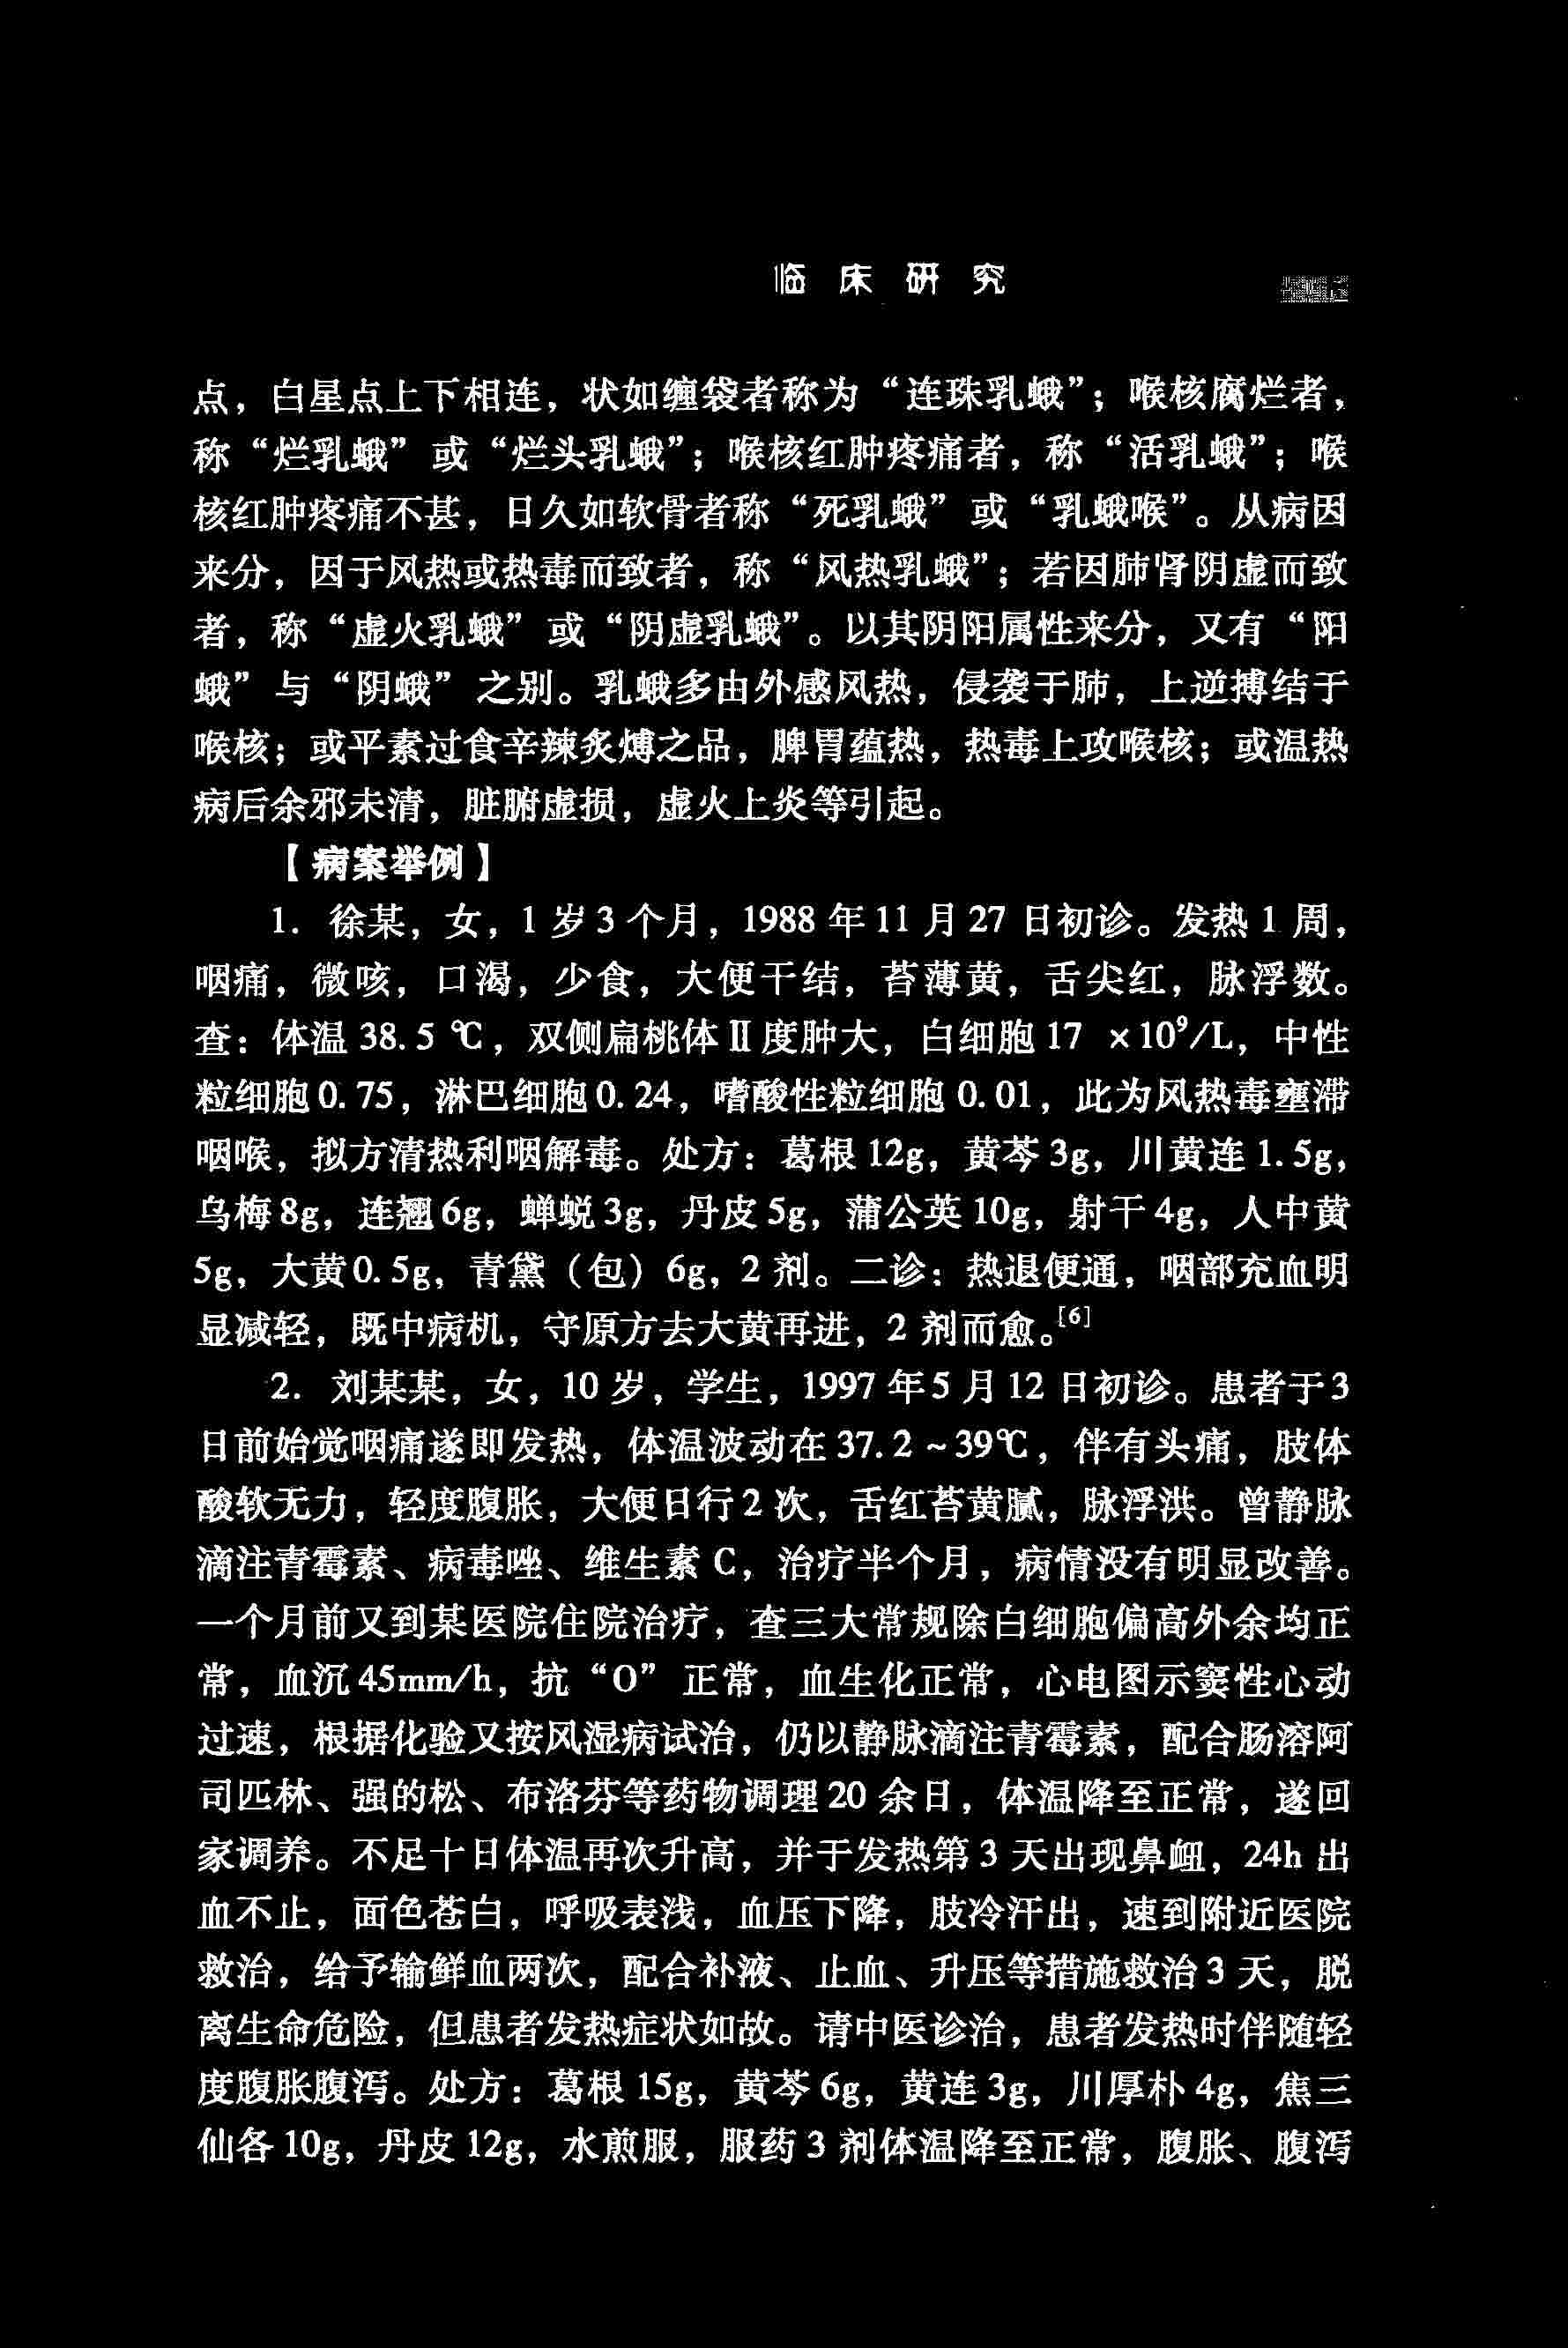 临床研究
点，白星点上下相连，状如缠袋者称为“连珠乳蛾”；喉核腐烂者，
称“烂乳蛾”或“烂头乳蛾”；喉核红肿疼痛者，称“活乳蛾”；喉
核红肿疼痛不甚，日久如软骨者称“死乳蛾”或“乳蛾喉”。从病因
来分，因于风热或热毒而致者，称“风热乳蛾”；若因肺肾阴虚而致
者，称“虚火乳蛾”或“阴虚乳蛾”。以其阴阳属性来分，又有“阳
蛾”与“阴蛾”之别。乳蛾多由外感风热，侵袭于肺，上逆搏结于
喉核；或平素过食辛辣炙煿之品，脾胃蕴热，热毒上攻喉核；或温热
病后余邪未清，脏腑虚损，虚火上炎等引起。
【病案举例】
1. 徐某，女，1岁3个月，1988年11月27日初诊。发热1周，
咽痛，微咳，口渴，少食，大便干结，苔薄黄，舌尖红，脉浮数。
查：体温38.5℃，双侧扁桃体Ⅱ度肿大，白细胞17 ×10⁹/L，中性
粒细胞0.75，淋巴细胞0.24，嗜酸性粒细胞0.01，此为风热毒壅滞
咽喉，拟方清热利咽解毒。处方：葛根12g，黄芩3g，川黄连1.5g，
乌梅8g，连翘6g，蝉蜕3g，丹皮5g，蒲公英10g，射干4g，人中黄
5g，大黄0.5g，青黛（包）6g，2剂。二诊：热退便通，咽部充血明
显减轻，既中病机，守原方去大黄再进，2剂而愈。[6]
2. 刘某某，女，10岁，学生，1997年5月12日初诊。患者于3
日前始觉咽痛遂即发热，体温波动在37.2~39℃，伴有头痛，肢体
酸软无力，轻度腹胀，大便日行2次，舌红苔黄腻，脉浮洪。曾静脉
滴注青霉素、病毒唑、维生素C，治疗半个月，病情没有明显改善。
一个月前又到某医院住院治疗，查三大常规除白细胞偏高外余均正
常，血沉45mm/h，抗“O”正常，血生化正常，心电图示窦性心动
过速，根据化验又按风湿病试治，仍以静脉滴注青霉素，配合肠溶阿
司匹林、强的松、布洛芬等药物调理20余日，体温降至正常，遂回
家调养。不足十日体温再次升高，并于发热第3天出现鼻衄，24h出
血不止，面色苍白，呼吸表浅，血压下降，肢冷汗出，速到附近医院
救治，给予输鲜血两次，配合补液、止血、升压等措施救治3天，脱
离生命危险，但患者发热症状如故。请中医诊治，患者发热时伴随轻
度腹胀腹泻。处方：葛根15g，黄芩6g，黄连3g，川厚朴4g，焦三
仙各10g，丹皮12g，水煎服，服药3剂体温降至正常，腹胀、腹泻